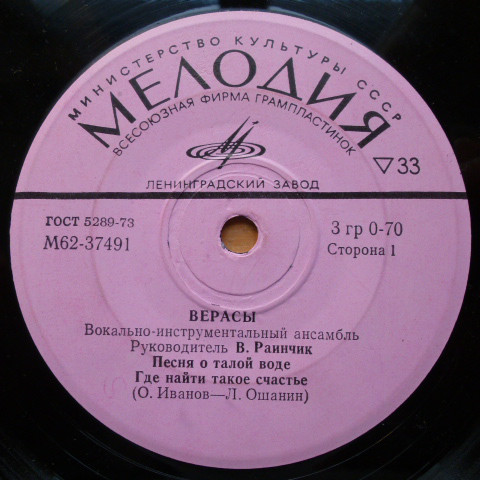 МИНИСТЕРСТВО КУЛЬТУРЫ СССР
МЕЛОДИЯ
ВСЕСОЮЗНАЯ ФИРМА ГРАМПЛАСТИНОК
▽33
ЛЕНИНГРАДСКИЙ ЗАВОД
ГОСТ 5289-73
М62-37491
3 гр 0-70
Сторона 1
ВЕРАСЫ
Вокально-инструментальный ансамбль
Руководитель В. Раинчик
Песня о талой воде
Где найти такое счастье
(О. Иванов—Л. Ошанин)